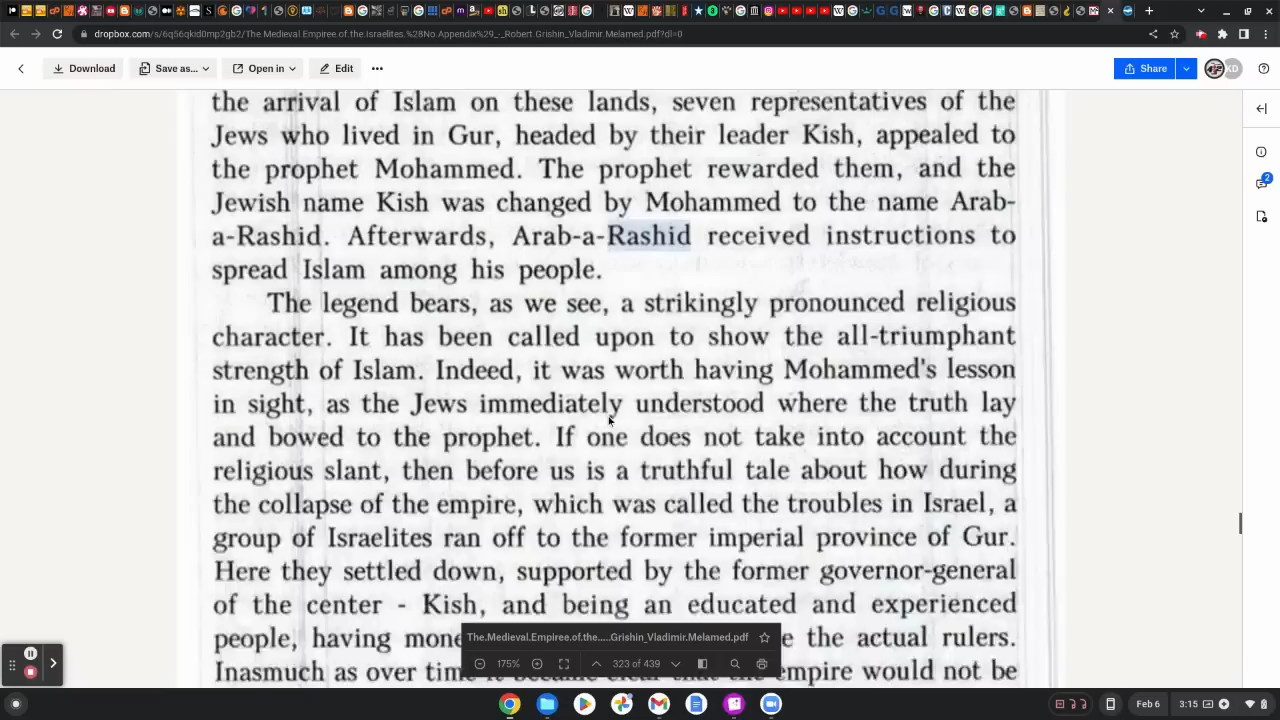 dropbox.com/s/6q56qkid0mp2gb2/The.Medieval.Empiree.of.the.Israelites.%28No.Appendix%29_-_Robert.Grishin_Vladimir.Melamed.pdf?dl=0
Download Save as... Open in Edit Share KD
the arrival of Islam on these lands, seven representatives of the
Jews who lived in Gur, headed by their leader Kish, appealed to
the prophet Mohammed. The prophet rewarded them, and the
Jewish name Kish was changed by Mohammed to the name Arab-
a-Rashid. Afterwards, Arab-a-Rashid received instructions to
spread Islam among his people.
The legend bears, as we see, a strikingly pronounced religious
character. It has been called upon to show the all-triumphant
strength of Islam. Indeed, it was worth having Mohammed's lesson
in sight, as the Jews immediately understood where the truth lay
and bowed to the prophet. If one does not take into account the
religious slant, then before us is a truthful tale about how during
the collapse of the empire, which was called the troubles in Israel, a
group of Israelites ran off to the former imperial province of Gur.
Here they settled down, supported by the former governor-general
of the center - Kish, and being an educated and experienced
people, having mone e the actual rulers.
Inasmuch as over tim empire would not be
The.Medieval.Empiree.of.the.....Grishin_Vladimir.Melamed.pdf
175% 323 of 439
2
Feb 6 3:15